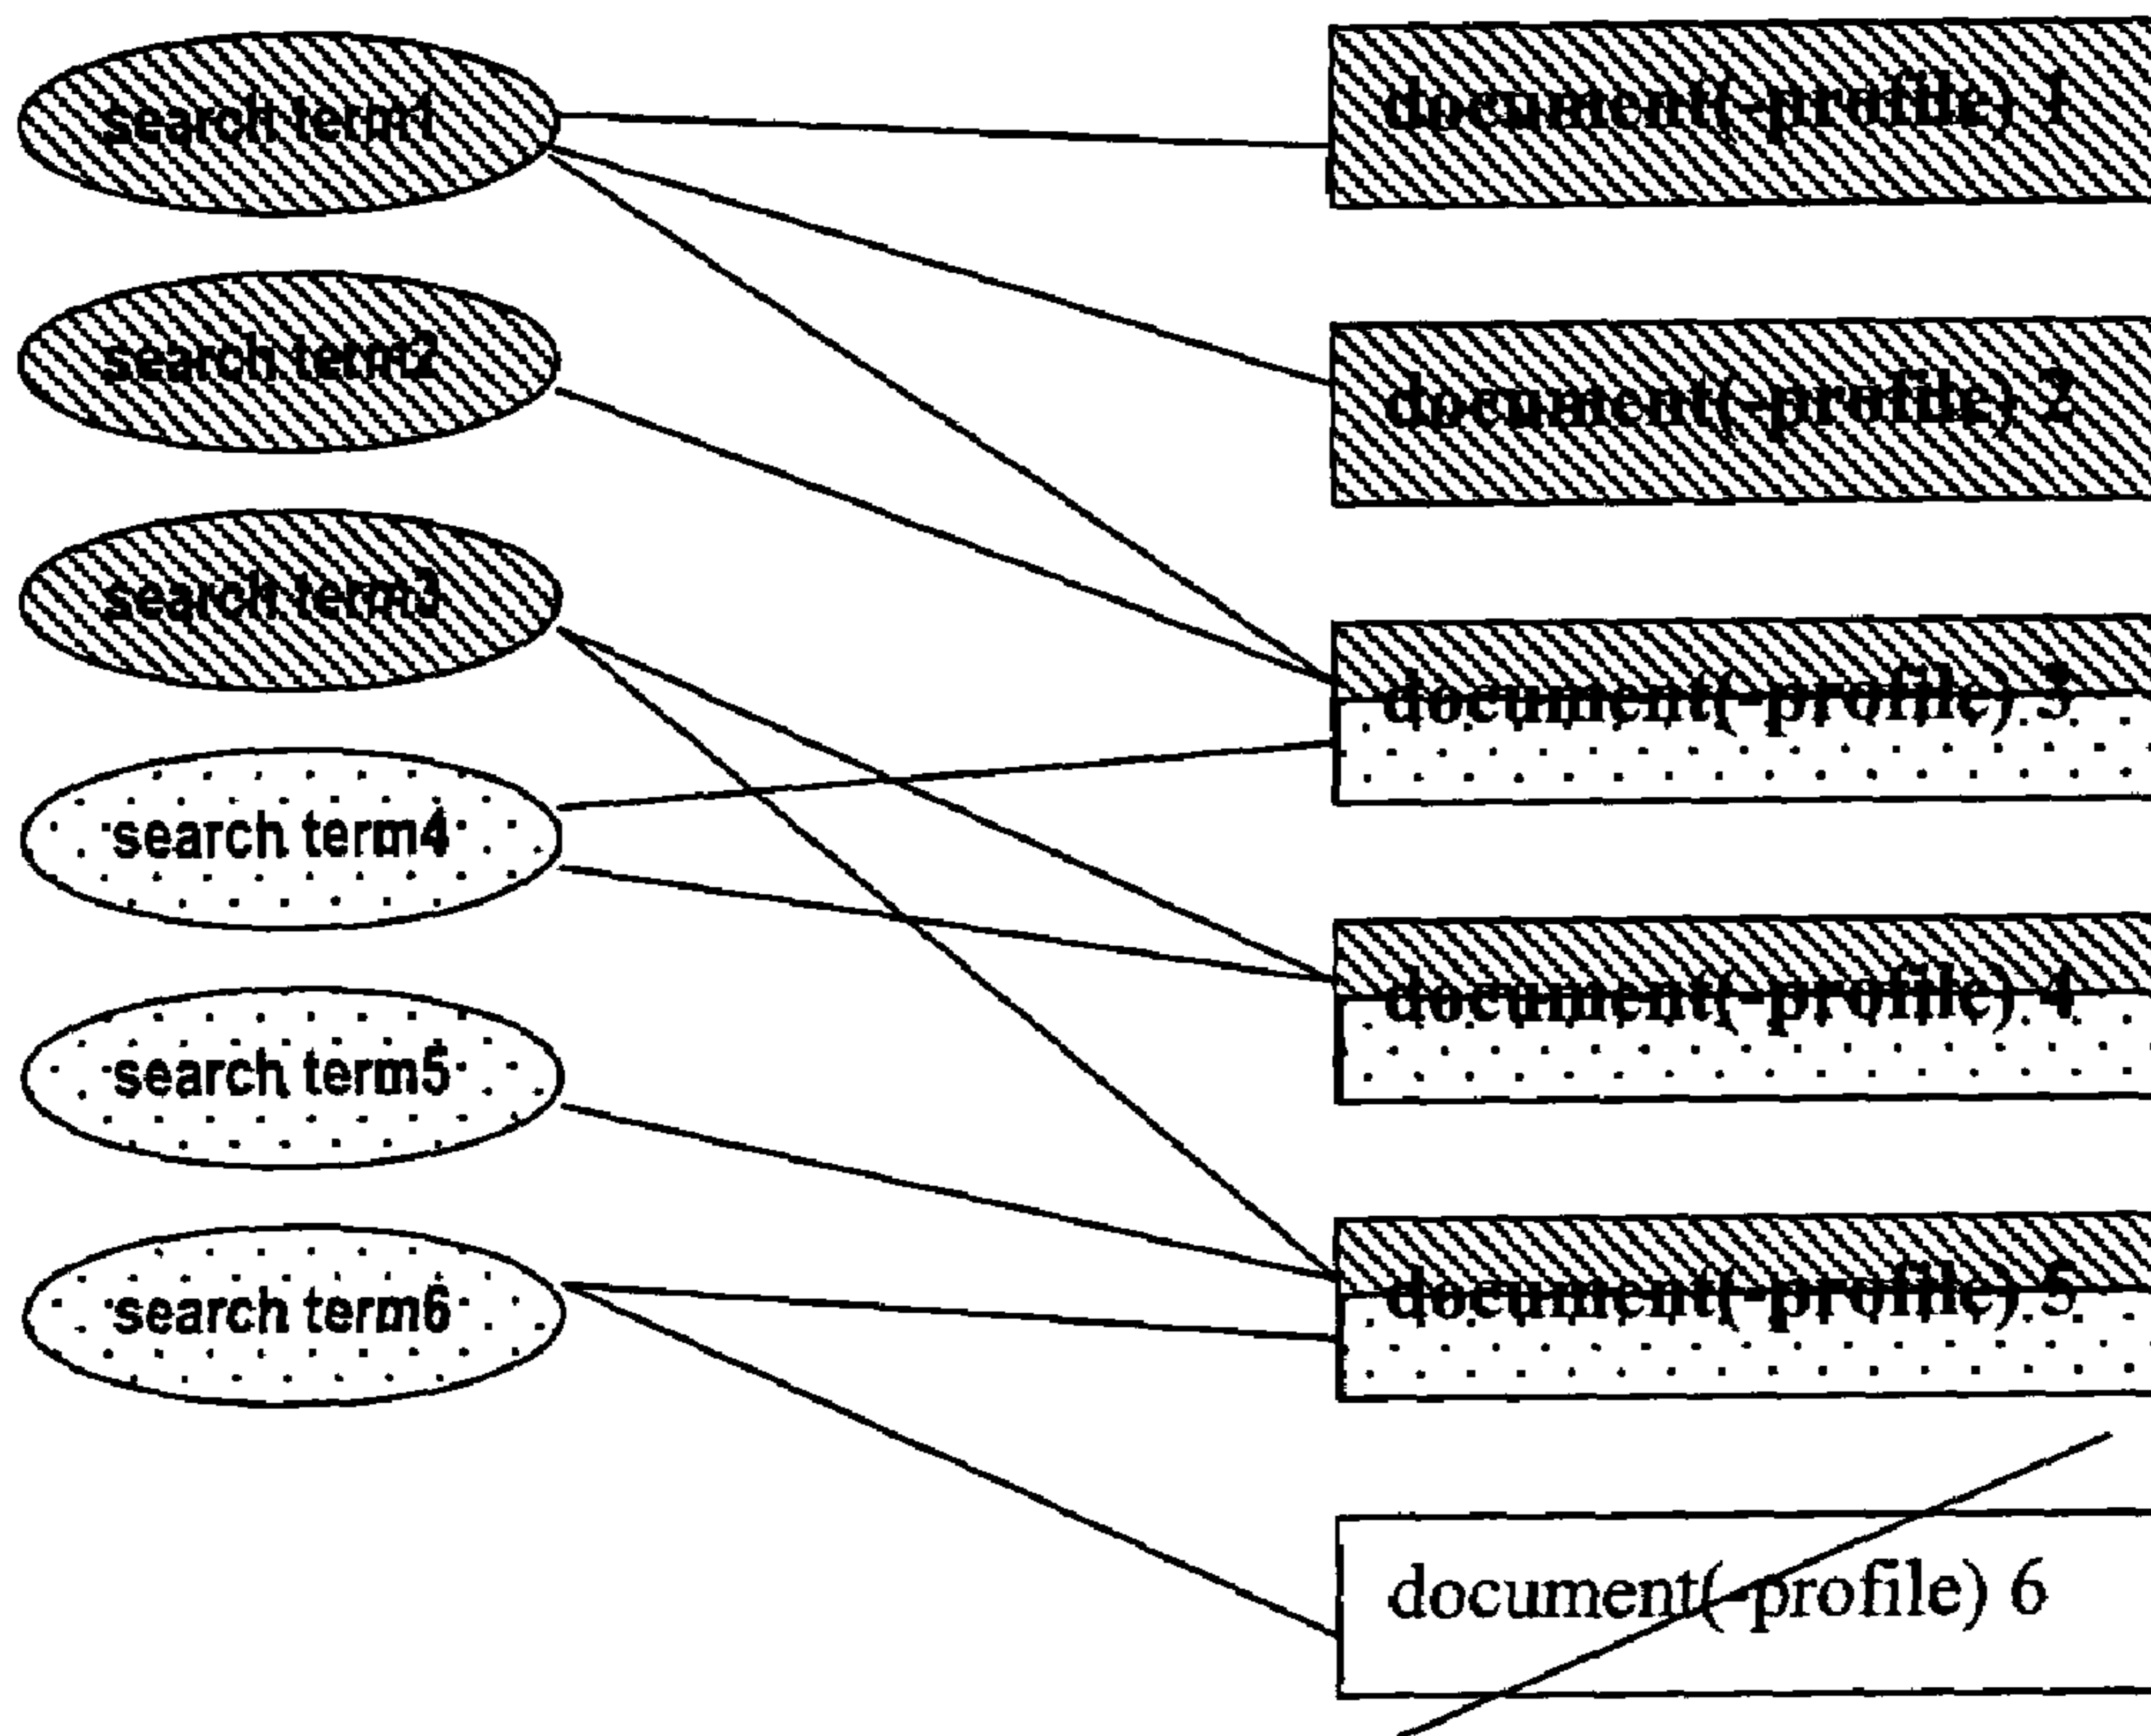 search term1
document(-profile) 1
search term2
document(-profile) 2
search term3
document(-profile) 3
search term4
document(-profile) 4
search term5
document(-profile) 5
search term6
document(-profile) 6